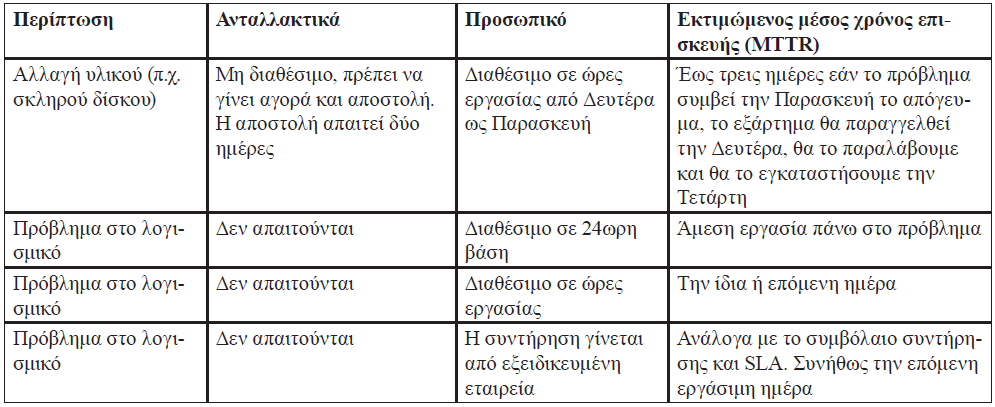 Περίπτωση
Ανταλλακτικά
Προσωπικό
Εκτιμώμενος μέσος χρόνος επι-
σκευής (MTTR)
Αλλαγή υλικού (π.χ.
σκληρού δίσκου)
Μη διαθέσιμο, πρέπει να
γίνει αγορά και αποστολή.
Η αποστολή απαιτεί δύο
ημέρες
Διαθέσιμο σε ώρες
εργασίας από Δευτέρα
ως Παρασκευή
Έως τρεις ημέρες εάν το πρόβλημα
συμβεί την Παρασκευή το απόγευ-
μα, το εξάρτημα θα παραγγελθεί
την Δευτέρα, θα το παραλάβουμε
και θα το εγκαταστήσουμε την
Τετάρτη
Πρόβλημα στο λογι-
σμικό
Δεν απαιτούνται
Διαθέσιμο σε 24ωρη
βάση
Άμεση εργασία πάνω στο πρόβλημα
Πρόβλημα στο λογι-
σμικό
Δεν απαιτούνται
Διαθέσιμο σε ώρες
εργασίας
Την ίδια ή επόμενη ημέρα
Πρόβλημα στο λογι-
σμικό
Δεν απαιτούνται
Η συντήρηση γίνεται
από εξειδικευμένη
εταιρεία
Ανάλογα με το συμβόλαιο συντήρη-
σης και SLA. Συνήθως την επόμενη
εργάσιμη ημέρα